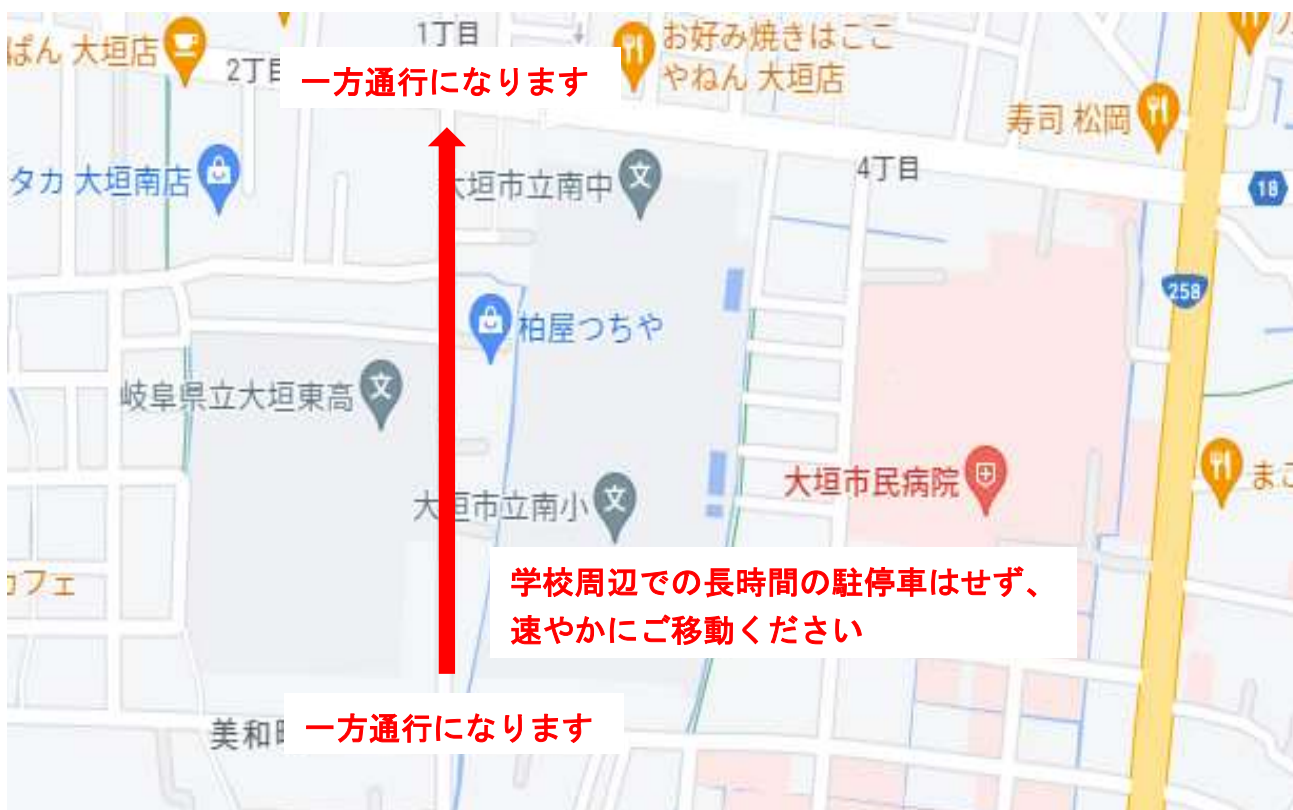 ぱん 大垣店
2丁目
1丁目
お好み焼きはここ
やねん 大垣店
一方通行になります
寿司 松岡
タカ 大垣南店
大垣市立南中
4丁目
18
258
柏屋つちや
岐阜県立大垣東高
大垣市立南小
大垣市民病院
まこ
カフェ
学校周辺での長時間の駐停車はせず、
速やかにご移動ください
美和町
一方通行になります